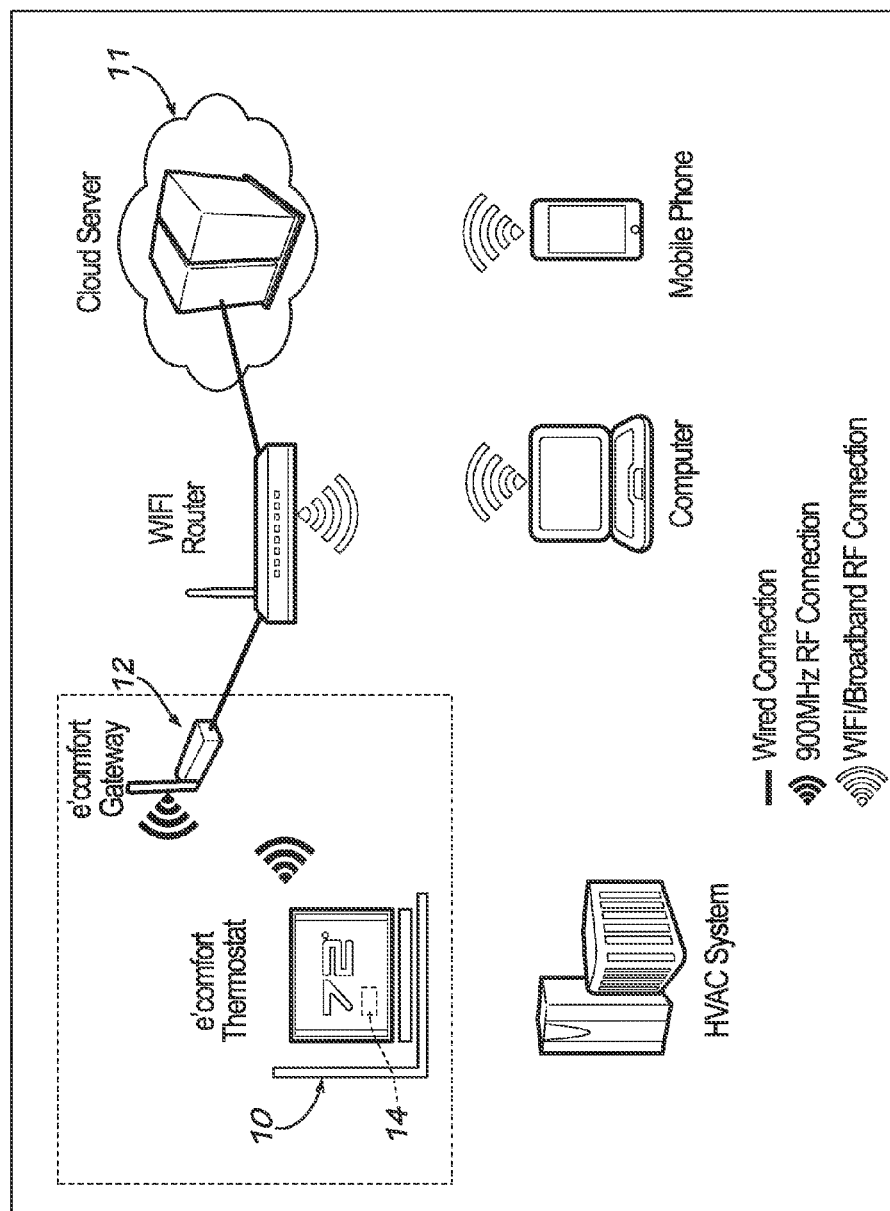 e'comfort
Gateway
12
WIFI
Router
Cloud Server
11
e'comfort
Thermostat
72°
10
14
HVAC System
Computer
Mobile Phone
Wired Connection
900MHz RF Connection
WIFI/Broadband RF Connection